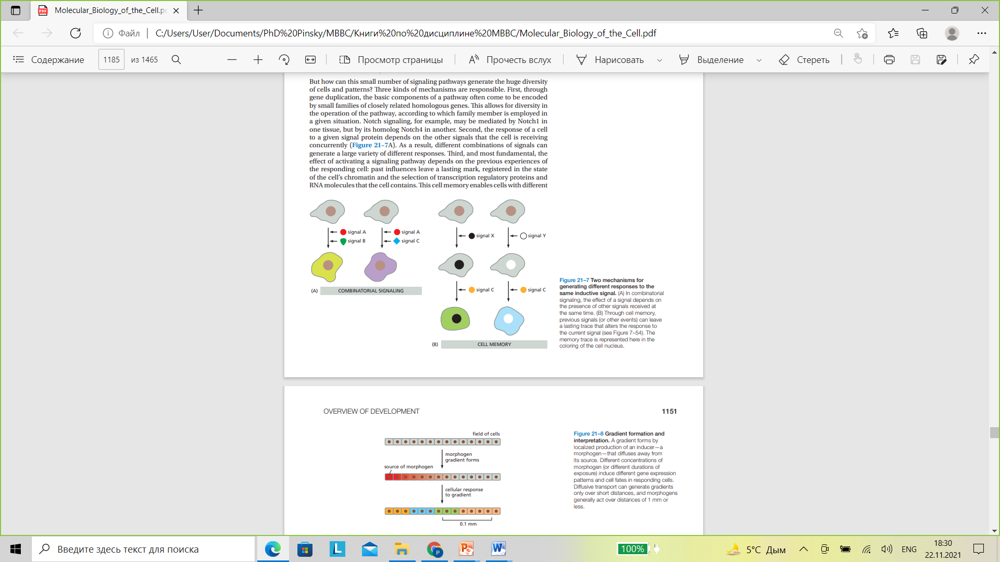 Molecular_Biology_of_the_Cell.p
Файл
C:/Users/User/Documents/PhD%20Pinsky/MBBC/Книги%20по%20дисциплине%20MBBC/Molecular_Biology_of_the_Cell.pdf
Содержание
1185 из 1465
Просмотр страницы
Прочесть вслух
Нарисовать
Выделение
Стереть
But how can this small number of signaling pathways generate the huge diversity
of cells and patterns? Three kinds of mechanisms are responsible. First, through
gene duplication, the basic components of a pathway often come to be encoded
by small families of closely related homologous genes. This allows for diversity in
the operation of the pathway, according to which family member is employed in
a given situation. Notch signaling, for example, may be mediated by Notch1 in
one tissue, but by its homolog Notch4 in another. Second, the response of a cell
to a given signal protein depends on the other signals that the cell is receiving
concurrently (Figure 21–7A). As a result, different combinations of signals can
generate a large variety of different responses. Third, and most fundamental, the
effect of activating a signaling pathway depends on the previous experiences of
the responding cell: past influences leave a lasting mark, registered in the state
of the cell's chromatin and the selection of transcription regulatory proteins and
RNA molecules that the cell contains. This cell memory enables cells with different
signal A
signal B
signal A
signal C
(A) COMBINATORIAL SIGNALING
signal X
signal Y
signal C
signal C
(B) CELL MEMORY
Figure 21–7 Two mechanisms for
generating different responses to the
same inductive signal. (A) In combinatorial
signaling, the effect of a signal depends on
the presence of other signals received at
the same time. (B) Through cell memory,
previous signals (or other events) can leave
a lasting trace that alters the response to
the current signal (see Figure 7–54). The
memory trace is represented here in the
coloring of the cell nucleus.
OVERVIEW OF DEVELOPMENT
1151
field of cells
morphogen
gradient forms
source of morphogen
cellular response
to gradient
0.1 mm
Figure 21–8 Gradient formation and
interpretation. A gradient forms by
localized production of an inducer—a
morphogen—that diffuses away from
its source. Different concentrations of
morphogen (or different durations of
exposure) induce different gene expression
patterns and cell fates in responding cells.
Diffusive transport can generate gradients
only over short distances, and morphogens
generally act over distances of 1 mm or
less.
Введите здесь текст для поиска
100%
5°C Дым
ENG
18:30
22.11.2021